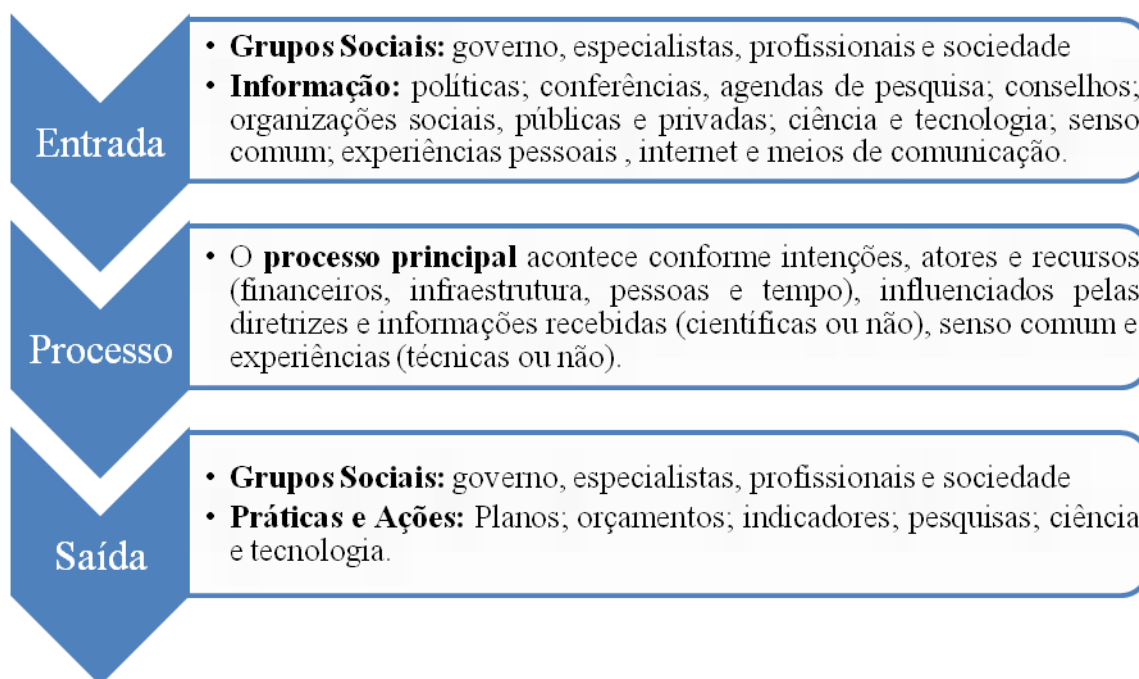 Entrada
• Grupos Sociais: governo, especialistas, profissionais e sociedade
• Informação: políticas; conferências, agendas de pesquisa; conselhos;
organizações sociais, públicas e privadas; ciência e tecnologia; senso
comum; experiências pessoais , internet e meios de comunicação.
Processo
• O processo principal acontece conforme intenções, atores e recursos
(financeiros, infraestrutura, pessoas e tempo), influenciados pelas
diretrizes e informações recebidas (científicas ou não), senso comum e
experiências (técnicas ou não).
Saída
• Grupos Sociais: governo, especialistas, profissionais e sociedade
• Práticas e Ações: Planos; orçamentos; indicadores; pesquisas; ciência
e tecnologia.